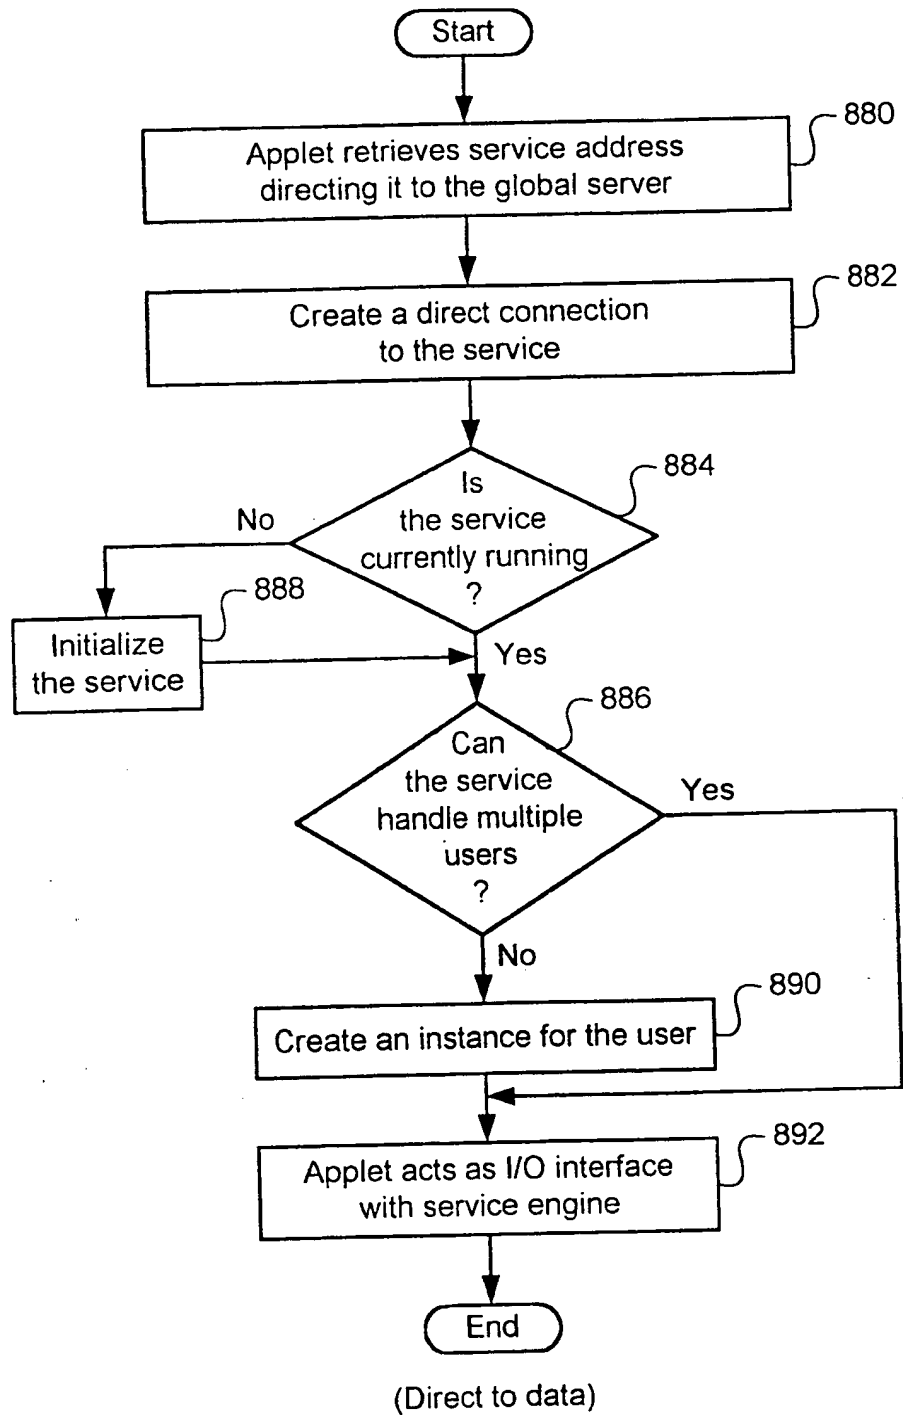 Start
880
Applet retrieves service address
directing it to the global server
882
Create a direct connection
to the service
884
Is
the service
currently running
?
No
888
Initialize
the service
Yes
886
Can
the service
handle multiple
users
?
Yes
No
890
Create an instance for the user
892
Applet acts as I/O interface
with service engine
End
(Direct to data)